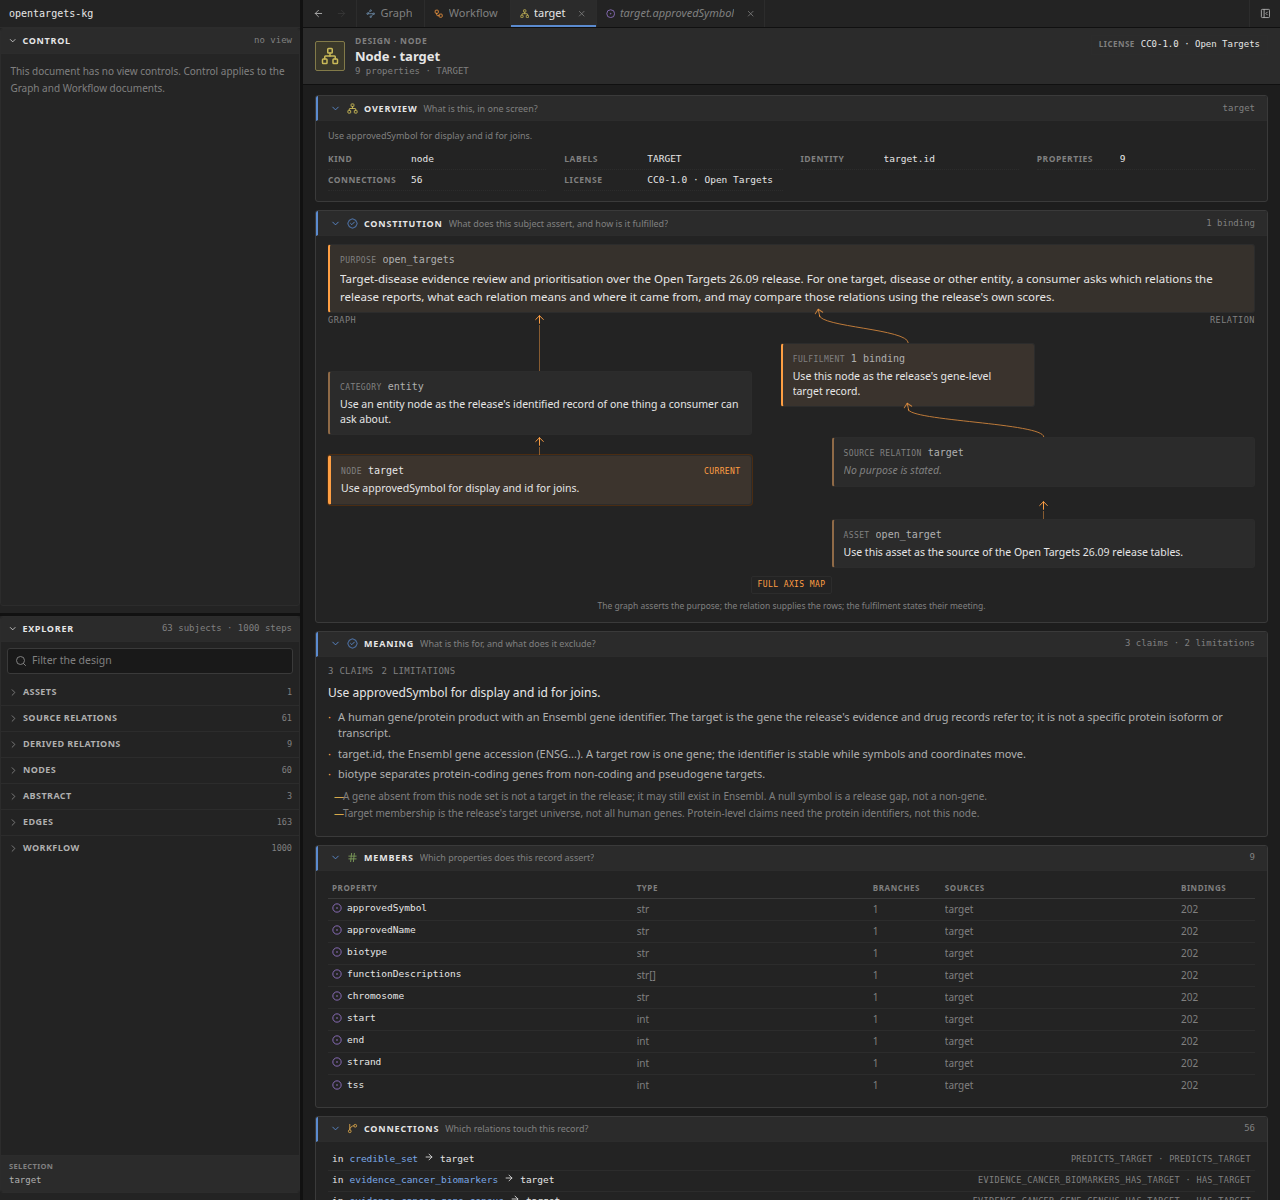 opentargets-kg
CONTROL no view
This document has no view controls. Control applies to the
Graph and Workflow documents.
EXPLORER 63 subjects · 1000 steps
Filter the design
ASSETS 1
SOURCE RELATIONS 61
DERIVED RELATIONS 9
NODES 60
ABSTRACT 3
EDGES 163
WORKFLOW 1000
SELECTION
target
Graph Workflow target target.approvedSymbol
DESIGN · NODE
Node · target
9 properties · TARGET
LICENSE CC0-1.0 · Open Targets
OVERVIEW What is this, in one screen? target
Use approvedSymbol for display and id for joins.
KIND node LABELS TARGET IDENTITY target.id PROPERTIES 9
CONNECTIONS 56 LICENSE CC0-1.0 · Open Targets
CONSTITUTION What does this subject assert, and how is it fulfilled? 1 binding
PURPOSE open_targets
Target-disease evidence review and prioritisation over the Open Targets 26.09 release. For one target, disease or other entity, a consumer asks which relations the
release reports, what each relation means and where it came from, and may compare those relations using the release's own scores.
GRAPH RELATION
FULFILMENT 1 binding
Use this node as the release's gene-level
target record.
CATEGORY entity
Use an entity node as the release's identified record of one thing a consumer can
ask about.
SOURCE RELATION target
No purpose is stated.
NODE target CURRENT
Use approvedSymbol for display and id for joins.
ASSET open_target
Use this asset as the source of the Open Targets 26.09 release tables.
FULL AXIS MAP
The graph asserts the purpose; the relation supplies the rows; the fulfilment states their meeting.
MEANING What is this for, and what does it exclude? 3 claims · 2 limitations
3 CLAIMS 2 LIMITATIONS
Use approvedSymbol for display and id for joins.
· A human gene/protein product with an Ensembl gene identifier. The target is the gene the release's evidence and drug records refer to; it is not a specific protein isoform or
transcript.
· target.id, the Ensembl gene accession (ENSG...). A target row is one gene; the identifier is stable while symbols and coordinates move.
· biotype separates protein-coding genes from non-coding and pseudogene targets.
—A gene absent from this node set is not a target in the release; it may still exist in Ensembl. A null symbol is a release gap, not a non-gene.
—Target membership is the release's target universe, not all human genes. Protein-level claims need the protein identifiers, not this node.
MEMBERS Which properties does this record assert? 9
PROPERTY TYPE BRANCHES SOURCES BINDINGS
approvedSymbol str 1 target 202
approvedName str 1 target 202
biotype str 1 target 202
functionDescriptions str[] 1 target 202
chromosome str 1 target 202
start int 1 target 202
end int 1 target 202
strand int 1 target 202
tss int 1 target 202
CONNECTIONS Which relations touch this record? 56
in credible_set → target PREDICTS_TARGET · PREDICTS_TARGET
in evidence_cancer_biomarkers → target EVIDENCE_CANCER_BIOMARKERS_HAS_TARGET · HAS_TARGET